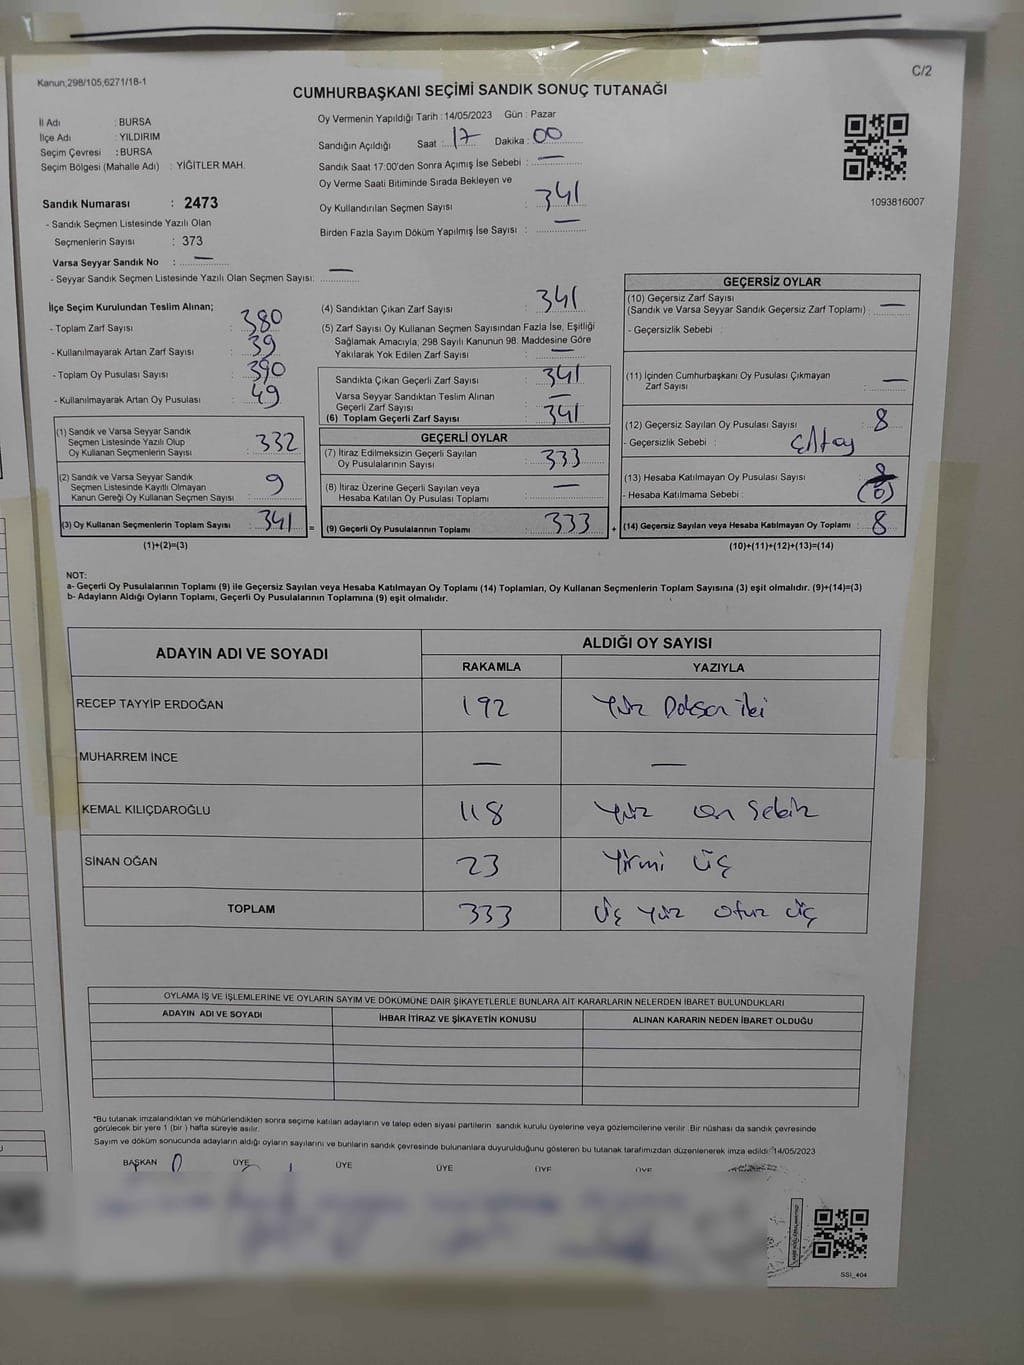 Kanun,298/105,6271/18-1
C/2
CUMHURBAŞKANI SEÇİMİ SANDIK SONUÇ TUTANAĞI
İl Adı : BURSA
İlçe Adı : YILDIRIM
Seçim Çevresi : BURSA
Seçim Bölgesi (Mahalle Adı) : YİĞİTLER MAH.
Oy Vermenin Yapıldığı Tarih : 14/05/2023 Gün : Pazar
Sandığın Açıldığı Saat : 17 Dakika : 00
Sandık Saat 17:00'den Sonra Açımış İse Sebebi : —
Oy Verme Saati Bitiminde Sırada Bekleyen ve
Oy Kullandırılan Seçmen Sayısı : 341
Birden Fazla Sayım Döküm Yapılmış İse Sayısı : —
1093816007
Sandık Numarası : 2473
- Sandık Seçmen Listesinde Yazılı Olan
Seçmenlerin Sayısı : 373
Varsa Seyyar Sandık No : —
- Seyyar Sandık Seçmen Listesinde Yazılı Olan Seçmen Sayısı: —
İlçe Seçim Kurulundan Teslim Alınan;
- Toplam Zarf Sayısı : 380
- Kullanılmayarak Artan Zarf Sayısı : 39
- Toplam Oy Pusulası Sayısı : 390
- Kullanılmayarak Artan Oy Pusulası : 49
(1) Sandık ve Varsa Seyyar Sandık
Seçmen Listesinde Yazılı Olup
Oy Kullanan Seçmenlerin Sayısı : 332
(2) Sandık ve Varsa Seyyar Sandık
Seçmen Listesinde Kayıtlı Olmayan
Kanun Gereği Oy Kullanan Seçmen Sayısı : 9
(3) Oy Kullanan Seçmenlerin Toplam Sayısı : 341 =
(1)+(2)=(3)
(4) Sandıktan Çıkan Zarf Sayısı : 341
(5) Zarf Sayısı Oy Kullanan Seçmen Sayısından Fazla İse, Eşitliği
Sağlamak Amacıyla; 298 Sayılı Kanunun 98. Maddesine Göre
Yakılarak Yok Edilen Zarf Sayısı : —
Sandıkta Çıkan Geçerli Zarf Sayısı : 341
Varsa Seyyar Sandıktan Teslim Alınan
Geçerli Zarf Sayısı : —
(6) Toplam Geçerli Zarf Sayısı : 341
GEÇERLİ OYLAR
(7) İtiraz Edilmeksizin Geçerli Sayılan
Oy Pusulalarının Sayısı : 333
(8) İtiraz Üzerine Geçerli Sayılan veya
Hesaba Katılan Oy Pusulası Toplamı : —
(9) Geçerli Oy Pusulalarının Toplamı : 333 +
GEÇERSİZ OYLAR
(10) Geçersiz Zarf Sayısı
(Sandık ve Varsa Seyyar Sandık Geçersiz Zarf Toplamı) : —
- Geçersizlik Sebebi :
(11) İçinden Cumhurbaşkanı Oy Pusulası Çıkmayan
Zarf Sayısı : —
(12) Geçersiz Sayılan Oy Pusulası Sayısı : 8
- Geçersizlik Sebebi :
(13) Hesaba Katılmayan Oy Pusulası Sayısı
- Hesaba Katılmama Sebebi :
(14) Geçersiz Sayılan veya Hesaba Katılmayan Oy Toplamı : 8
(10)+(11)+(12)+(13)=(14)
NOT:
a- Geçerli Oy Pusulalarının Toplamı (9) ile Geçersiz Sayılan veya Hesaba Katılmayan Oy Toplamı (14) Toplamları, Oy Kullanan Seçmenlerin Toplam Sayısına (3) eşit olmalıdır. (9)+(14)=(3)
b- Adayların Aldığı Oyların Toplamı, Geçerli Oy Pusulalarının Toplamına (9) eşit olmalıdır.
ADAYIN ADI VE SOYADI
ALDIĞI OY SAYISI
RAKAMLA YAZIYLA
RECEP TAYYİP ERDOĞAN 192 Yüz Doksan iki
MUHARREM İNCE — —
KEMAL KILIÇDAROĞLU 118 Yüz on sekiz
SİNAN OĞAN 23 Yirmi üç
TOPLAM 333 üç yüz otuz üç
OYLAMA İŞ VE İŞLEMLERİNE VE OYLARIN SAYIM VE DÖKÜMÜNE DAİR ŞİKAYETLERLE BUNLARA AİT KARARLARIN NELERDEN İBARET BULUNDUKLARI
ADAYIN ADI VE SOYADI İHBAR İTİRAZ VE ŞİKAYETİN KONUSU ALINAN KARARIN NEDEN İBARET OLDUĞU
*Bu tutanak imzalandıktan ve mühürlendikten sonra seçime katılan adayların ve talep eden siyasi partilerin sandık kurulu üyelerine veya gözlemcilerine verilir .Bir nüshası da sandık çevresinde
görülecek bir yere 1 (bir ) hafta süreyle asılır.
Sayım ve döküm sonucunda adayların aldığı oyların sayılarını ve bunların sandık çevresinde bulunanlara duyurulduğunu gösteren bu tutanak tarafımızdan düzenlenerek imza edildi. 14/05/2023
BAŞKAN ÜYE ÜYE ÜYE ÜYE ÜYE
SSI_404